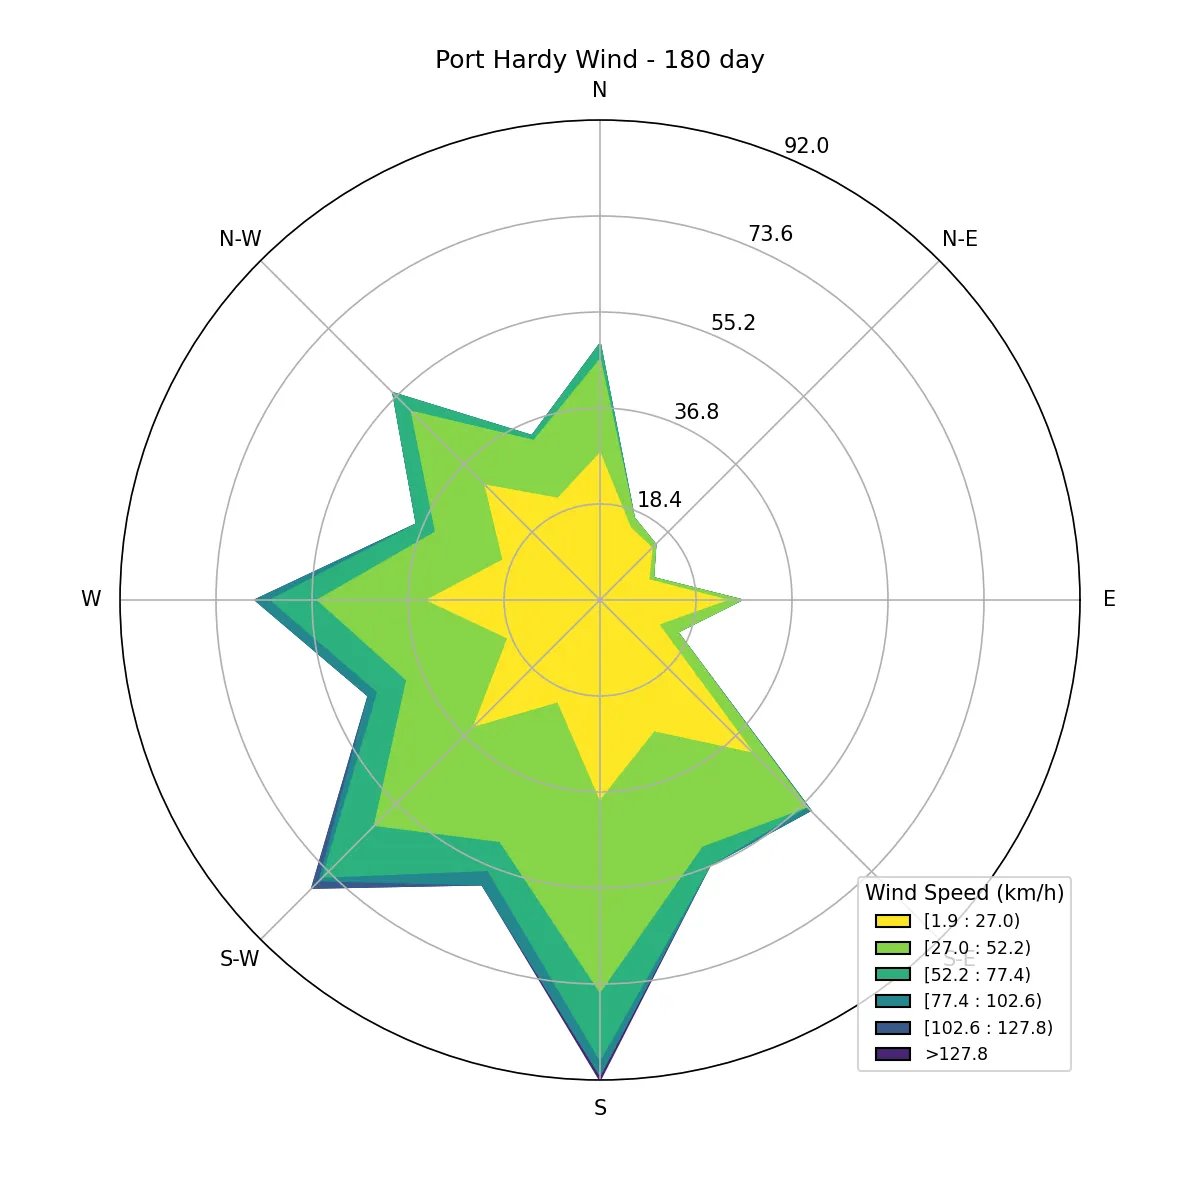 Port Hardy Wind - 180 day
N
92.0
73.6
N-W
N-E
55.2
36.8
18.4
W
E
S-W
S-E
Wind Speed (km/h)
[1.9 : 27.0)
[27.0 : 52.2)
[52.2 : 77.4)
[77.4 : 102.6)
[102.6 : 127.8)
>127.8
S